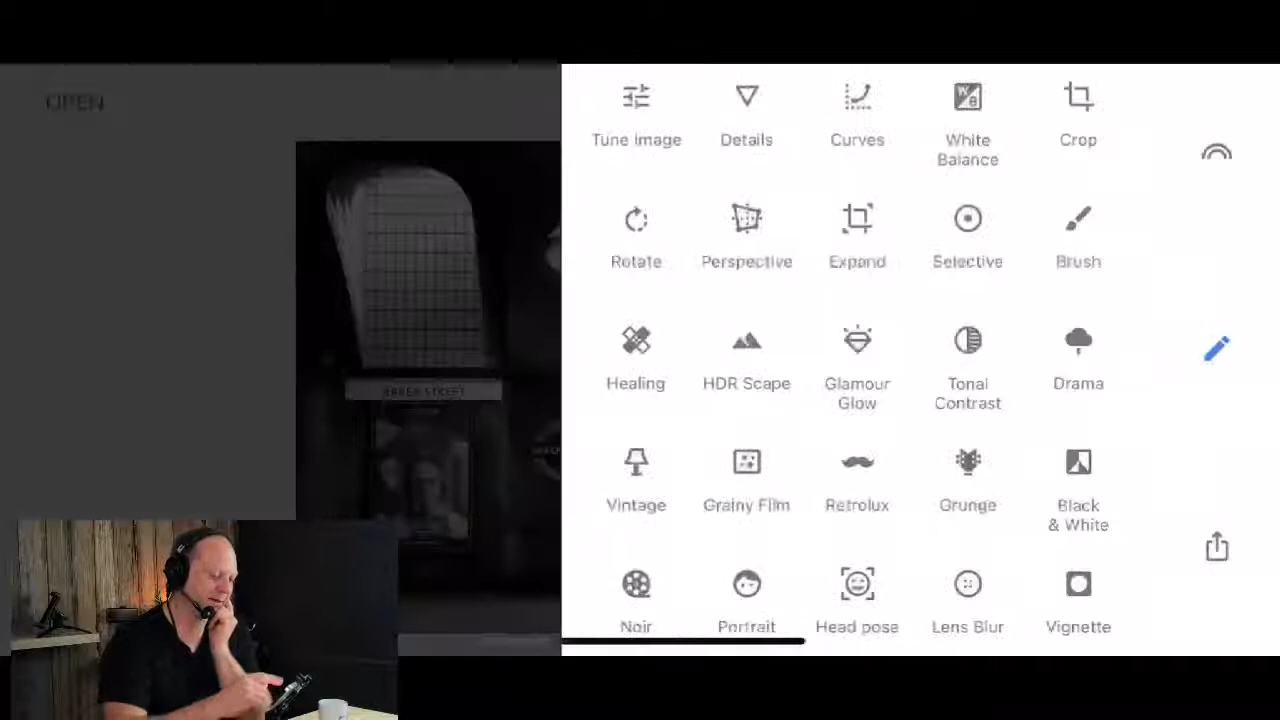 OPEN
Tune Image
Details
Curves
White
Balance
Crop
Rotate
Perspective
Expand
Selective
Brush
Healing
HDR Scape
Glamour
Glow
Tonal
Contrast
Drama
Vintage
Grainy Film
Retrolux
Grunge
Black
& White
Noir
Portrait
Head pose
Lens Blur
Vignette
W
B
STREET